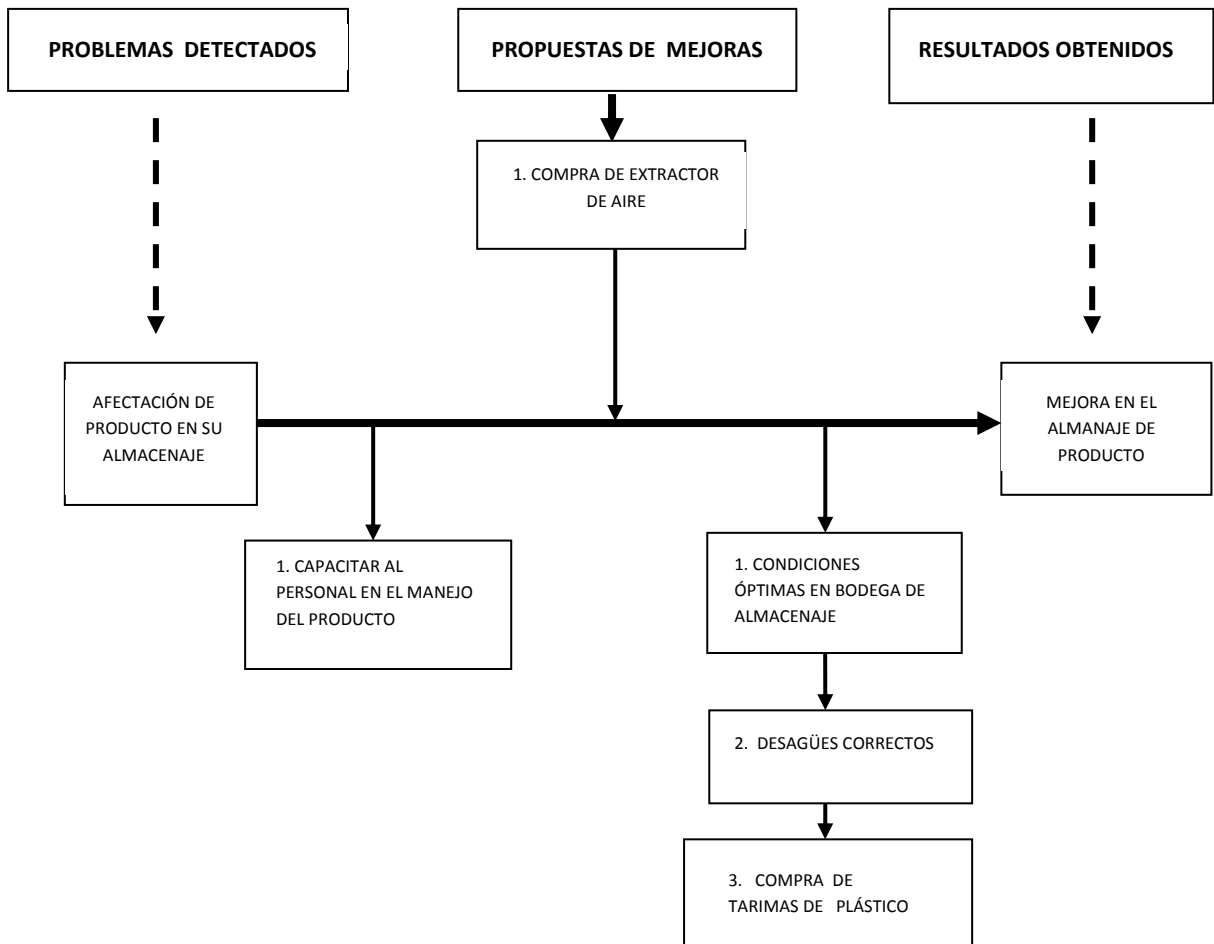 PROBLEMAS DETECTADOS
PROPUESTAS DE MEJORAS
RESULTADOS OBTENIDOS
1. COMPRA DE EXTRACTOR
DE AIRE
AFECTACIÓN DE
PRODUCTO EN SU
ALMACENAJE
MEJORA EN EL
ALMANAJE DE
PRODUCTO
1. CAPACITAR AL
PERSONAL EN EL MANEJO
DEL PRODUCTO
1. CONDICIONES
ÓPTIMAS EN BODEGA DE
ALMACENAJE
2. DESAGÜES CORRECTOS
3. COMPRA DE
TARIMAS DE PLÁSTICO